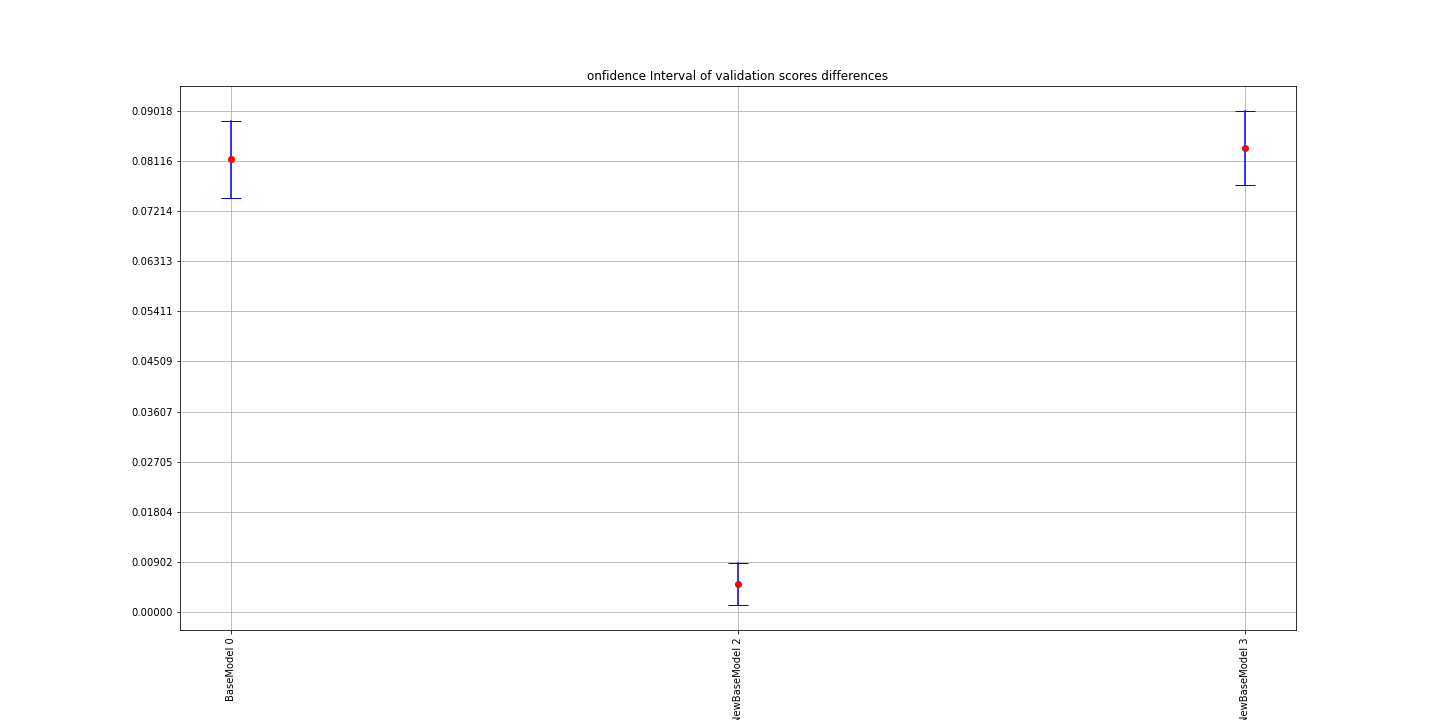 onfidence Interval of validation scores differences
0.09018
0.08116
0.07214
0.06313
0.05411
0.04509
0.03607
0.02705
0.01804
0.00902
0.00000
BaseModel 0
NewBaseModel 2
NewBaseModel 3